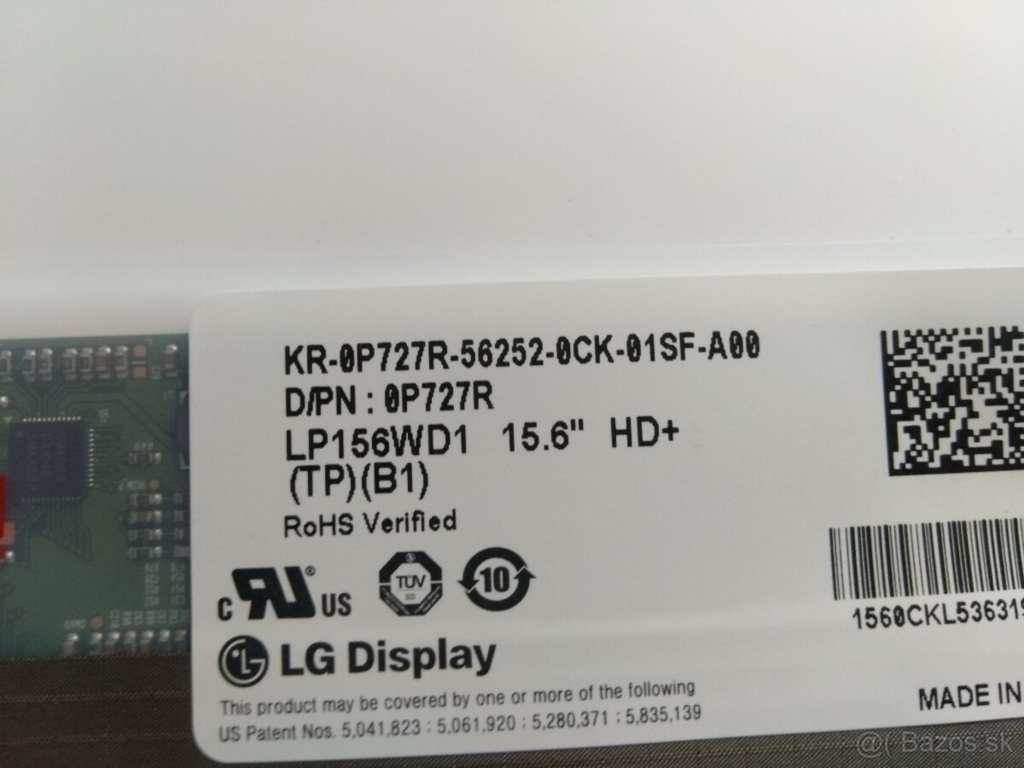 KR-0P727R-56252-0CK-01SF-A00
D/PN : 0P727R
LP156WD1 15.6" HD+
(TP)(B1)
RoHS Verified
c RU ® US
TÜV
10
1560CKL53631
LG Display
MADE IN
This product may be covered by one or more of the following
US Patent Nos. 5,041,823 : 5,061,920 : 5,280,371 : 5,835,139
@( Bazos.sk